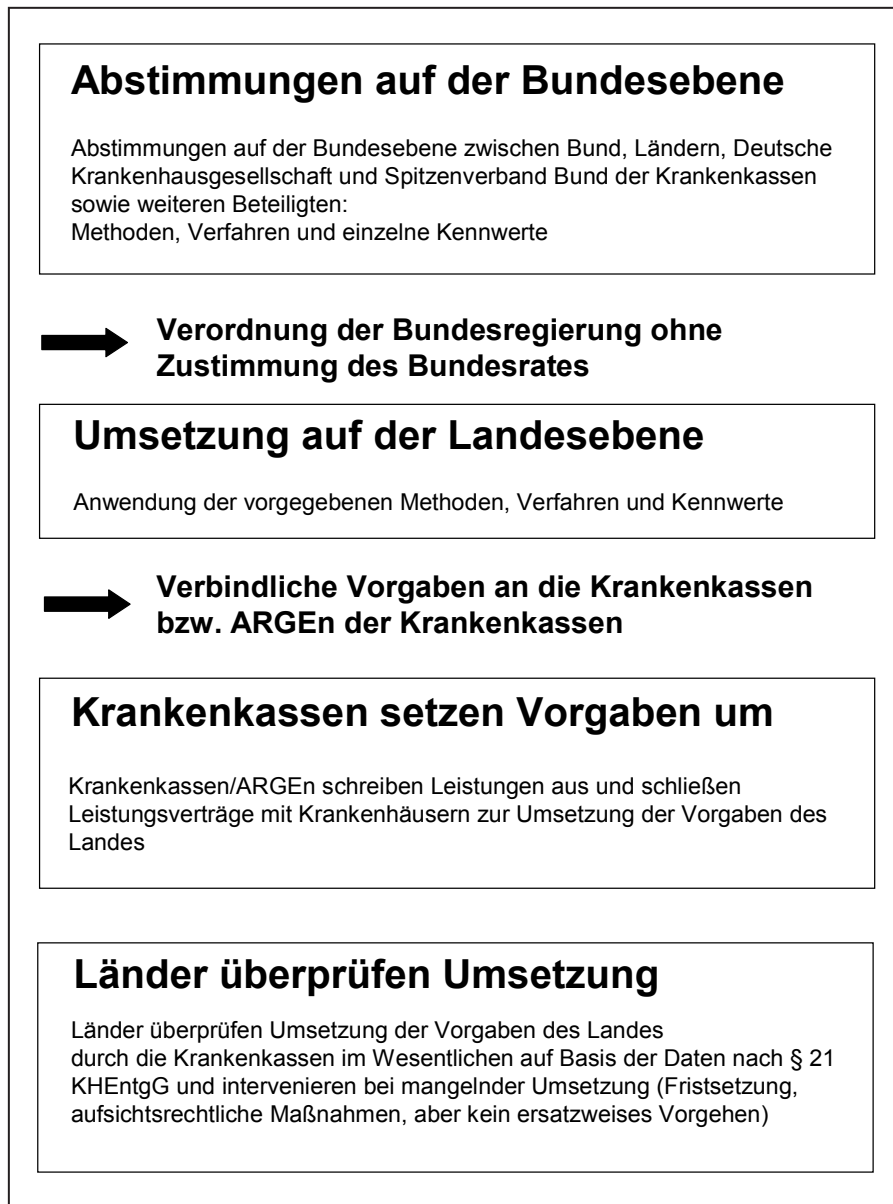 Abstimmungen auf der Bundesebene
Abstimmungen auf der Bundesebene zwischen Bund, Ländern, Deutsche
Krankenhausgesellschaft und Spitzenverband Bund der Krankenkassen
sowie weiteren Beteiligten:
Methoden, Verfahren und einzelne Kennwerte
Verordnung der Bundesregierung ohne
Zustimmung des Bundesrates
Umsetzung auf der Landesebene
Anwendung der vorgegebenen Methoden, Verfahren und Kennwerte
Verbindliche Vorgaben an die Krankenkassen
bzw. ARGEn der Krankenkassen
Krankenkassen setzen Vorgaben um
Krankenkassen/ARGEn schreiben Leistungen aus und schließen
Leistungsverträge mit Krankenhäusern zur Umsetzung der Vorgaben des
Landes
Länder überprüfen Umsetzung
Länder überprüfen Umsetzung der Vorgaben des Landes
durch die Krankenkassen im Wesentlichen auf Basis der Daten nach § 21
KHEntgG und intervenieren bei mangelnder Umsetzung (Fristsetzung,
aufsichtsrechtliche Maßnahmen, aber kein ersatzweises Vorgehen)